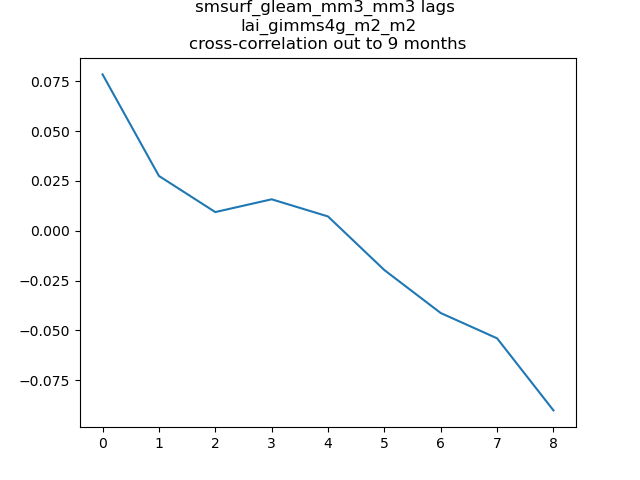 smsurf_gleam_mm3_mm3 lags
lai_gimms4g_m2_m2
cross-correlation out to 9 months
0.075
0.050
0.025
0.000
−0.025
−0.050
−0.075
0 1 2 3 4 5 6 7 8